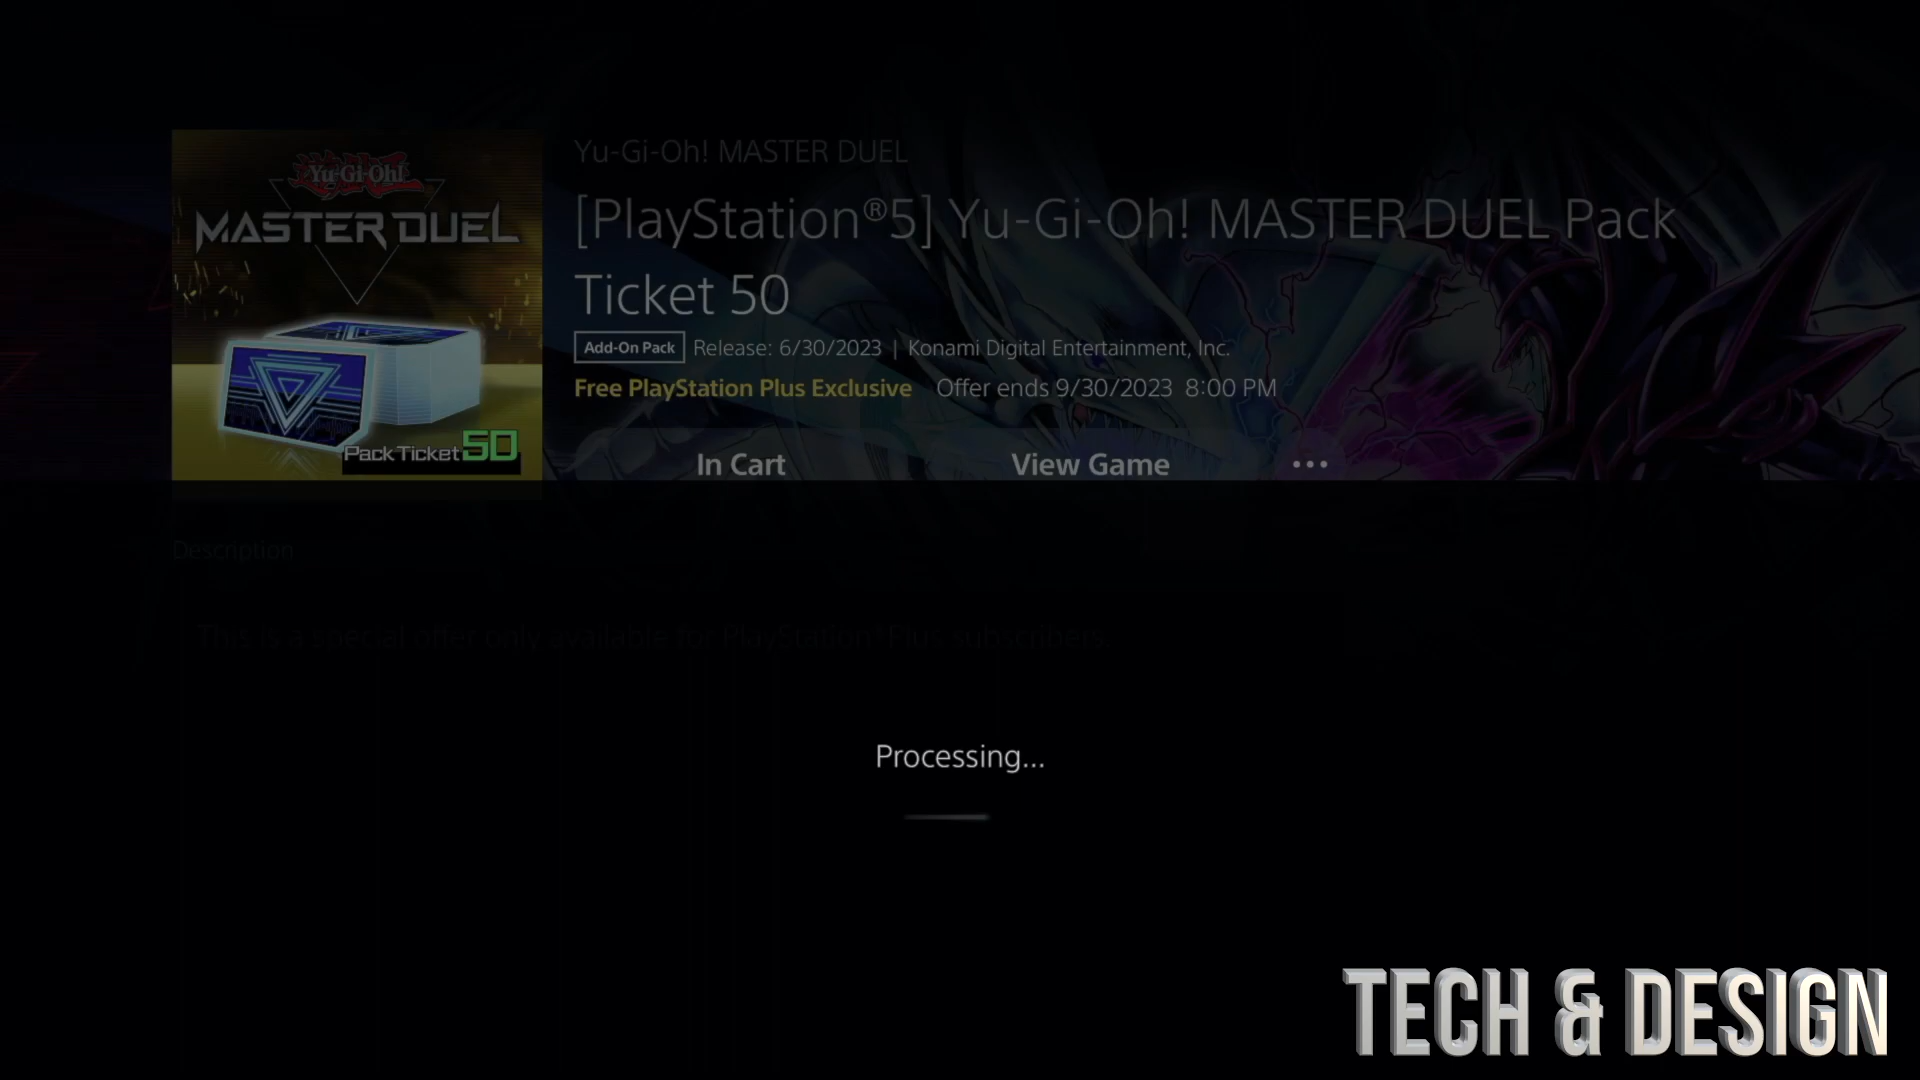 Yu-Gi-Oh!
MASTER DUEL
Pack Ticket 50
Yu-Gi-Oh! MASTER DUEL
[PlayStation®5] Yu-Gi-Oh! MASTER DUEL Pack
Ticket 50
Add-On Pack Release: 6/30/2023 | Konami Digital Entertainment, Inc.
Free PlayStation Plus Exclusive Offer ends 9/30/2023 8:00 PM
In Cart View Game •••
Description
This is a special offer only available for PlayStation®Plus subscribers.
Processing...
TECH & DESIGN